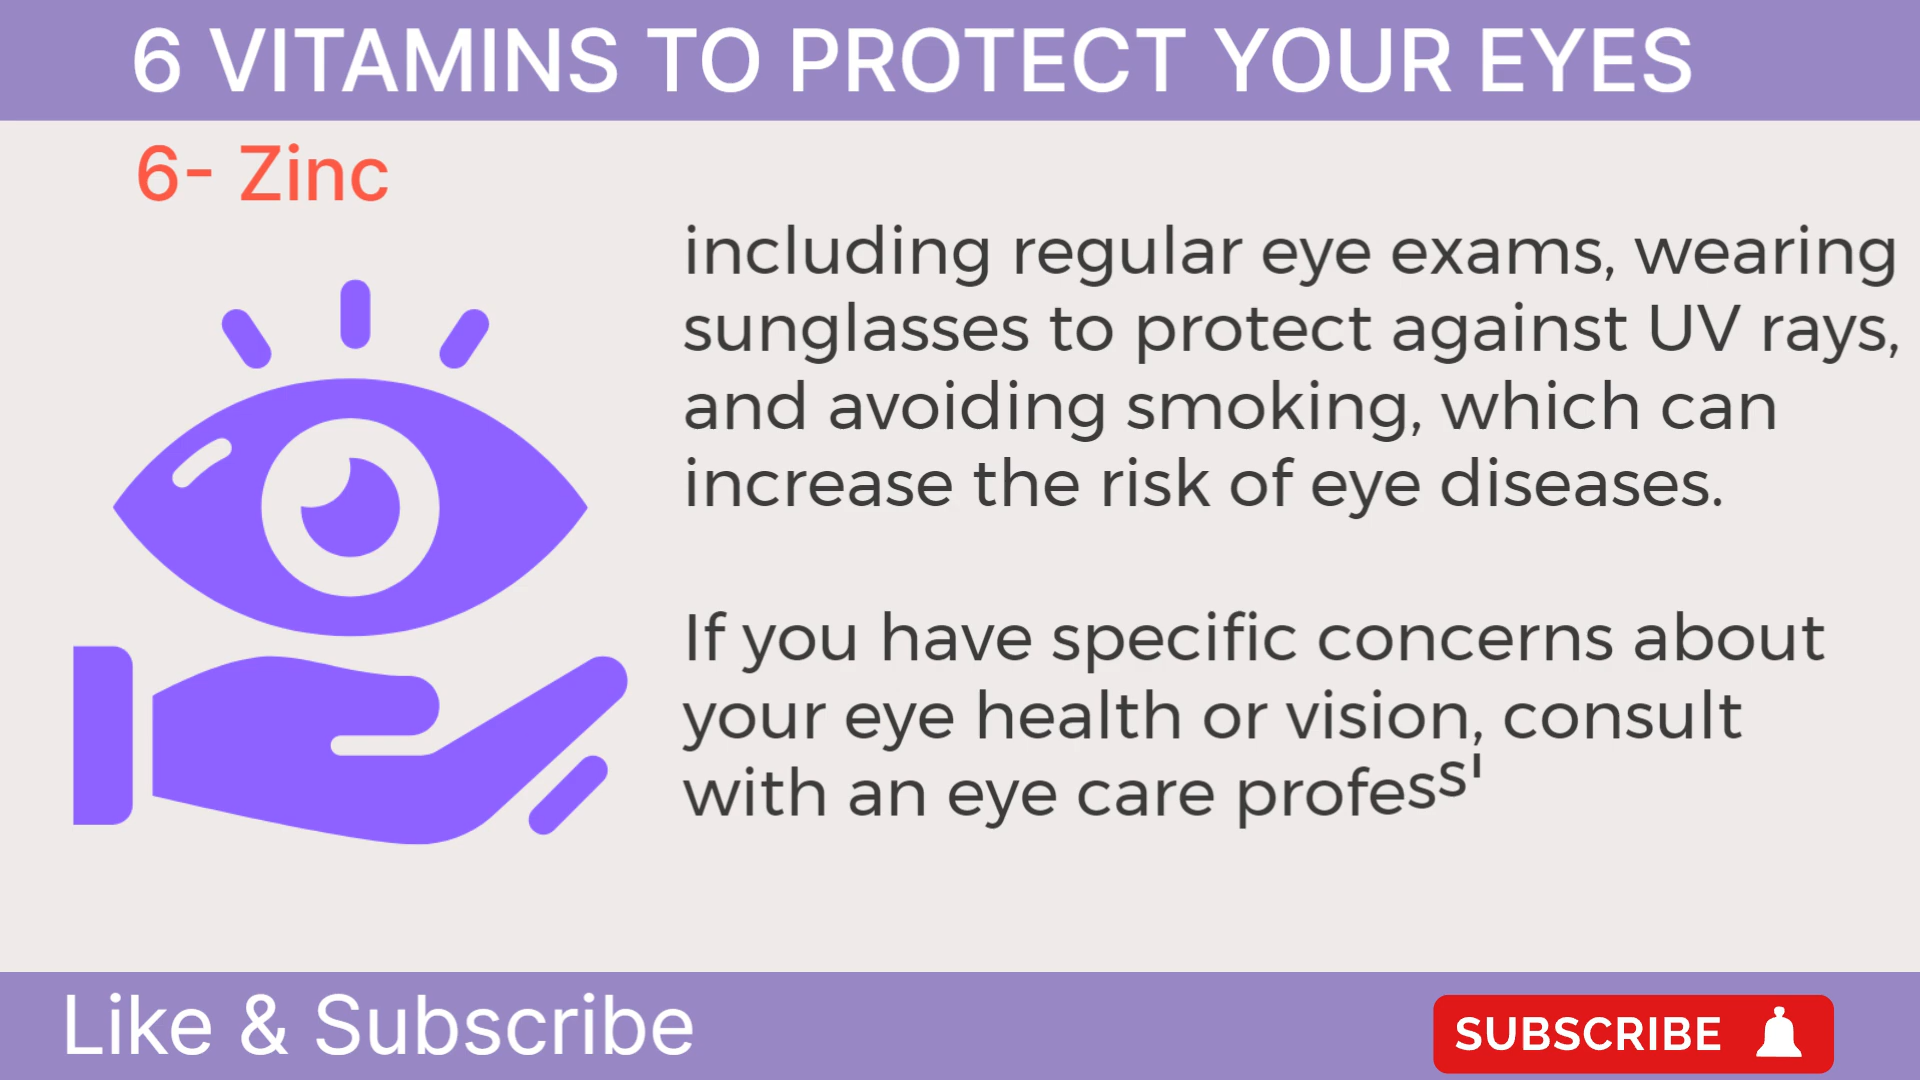 6 VITAMINS TO PROTECT YOUR EYES
6- Zinc
including regular eye exams, wearing
sunglasses to protect against UV rays,
and avoiding smoking, which can
increase the risk of eye diseases.
If you have specific concerns about
your eye health or vision, consult
with an eye care profess
Like & Subscribe
SUBSCRIBE